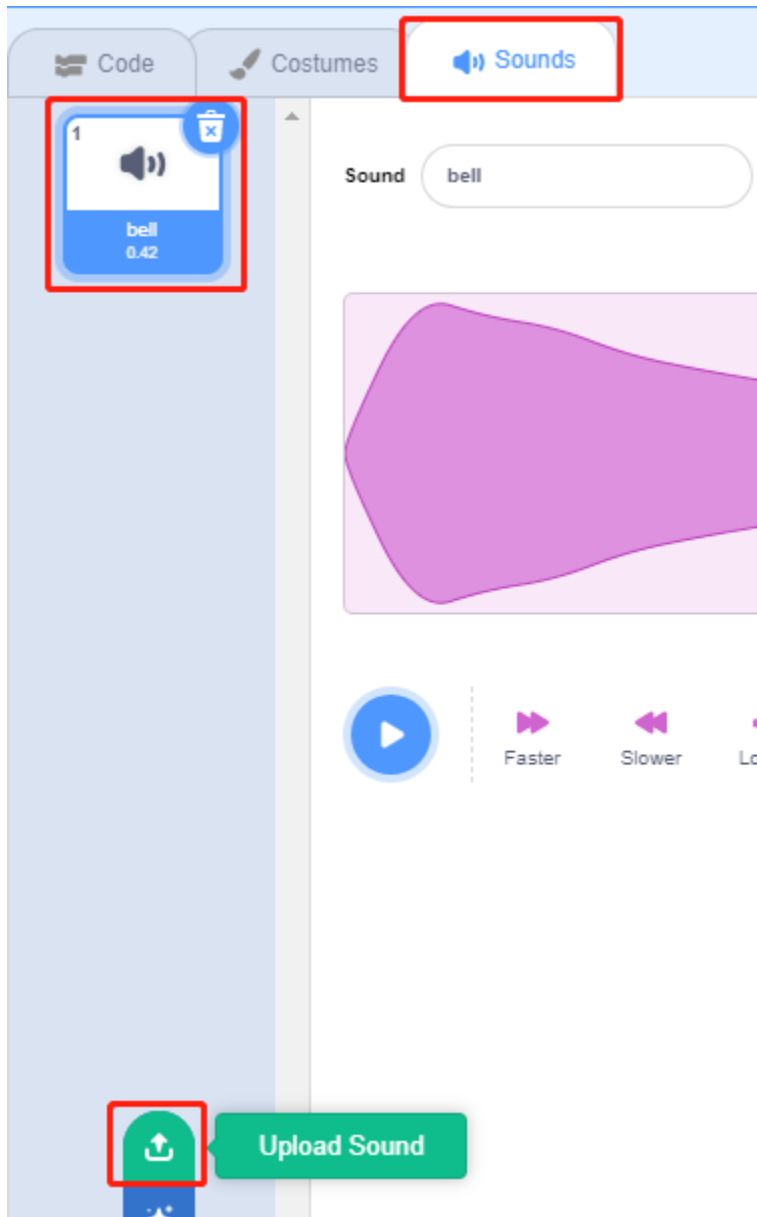 Code
Costumes
Sounds
1
bell
0.42
Sound
bell
Faster
Slower
Upload Sound